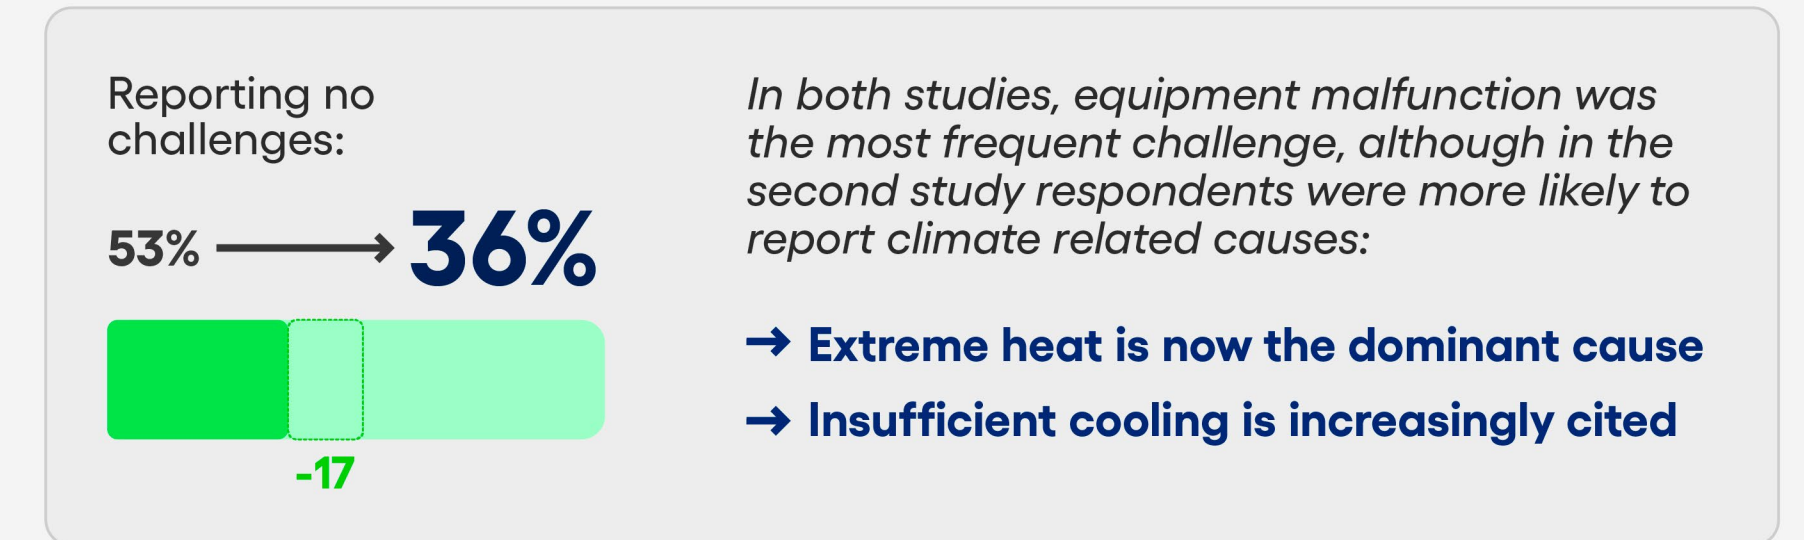 Reporting no
challenges:
53% → 36%
-17
In both studies, equipment malfunction was
the most frequent challenge, although in the
second study respondents were more likely to
report climate related causes:
→ Extreme heat is now the dominant cause
→ Insufficient cooling is increasingly cited